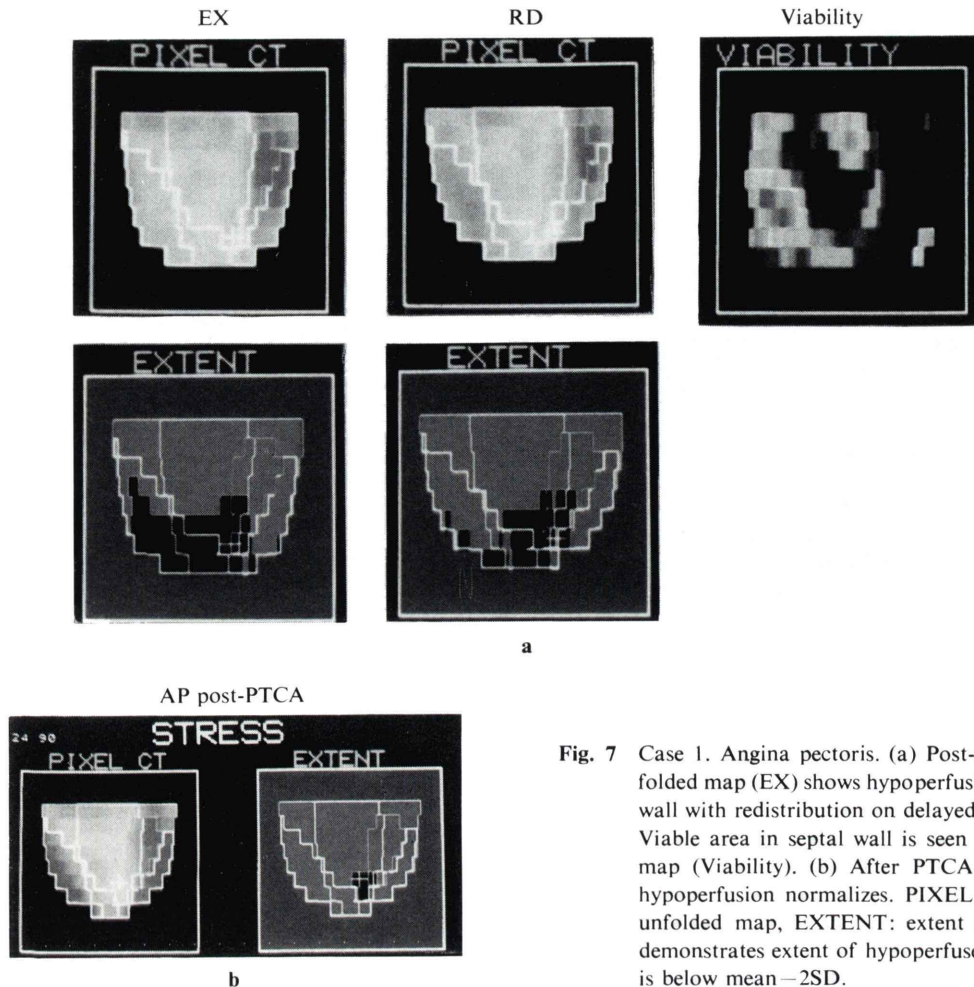 EX RD Viability
PIXEL CT PIXEL CT VIABILITY
EXTENT EXTENT
a
AP post-PTCA
24 90 STRESS
PIXEL CT EXTENT
b
Fig. 7 Case 1. Angina pectoris. (a) Post-
folded map (EX) shows hypoperfus
wall with redistribution on delayed
Viable area in septal wall is seen
map (Viability). (b) After PTCA
hypoperfusion normalizes. PIXEL
unfolded map, EXTENT: extent
demonstrates extent of hypoperfuse
is below mean−2SD.